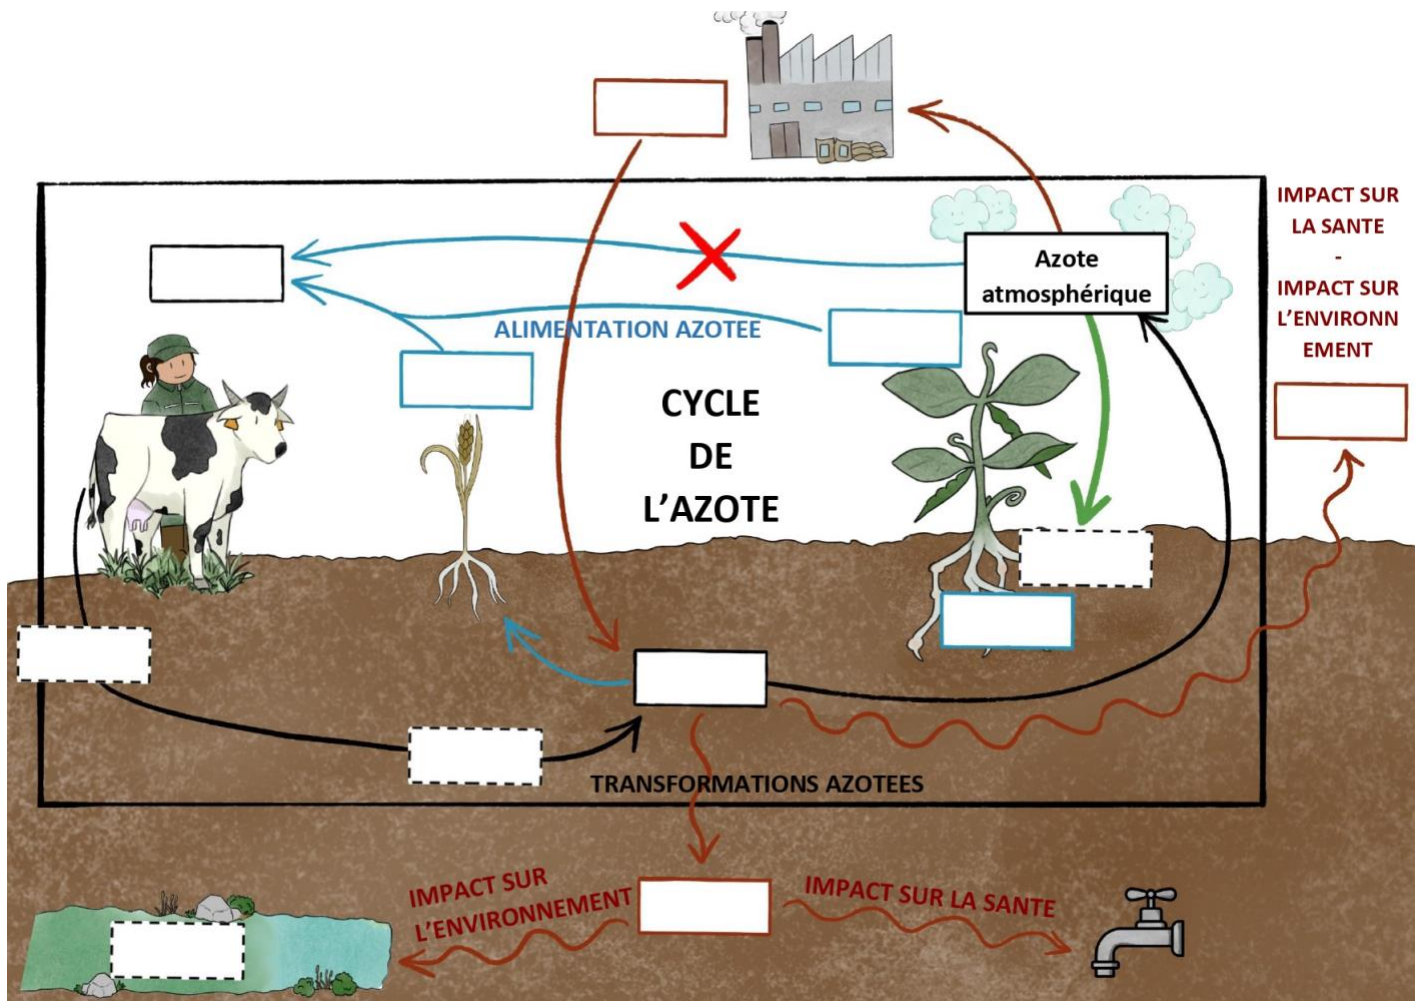 IMPACT SUR
LA SANTE
-
IMPACT SUR
L'ENVIRONN
EMENT
Azote
atmosphérique
ALIMENTATION AZOTEE
CYCLE
DE
L'AZOTE
TRANSFORMATIONS AZOTEES
IMPACT SUR
L'ENVIRONNEMENT
IMPACT SUR LA SANTE